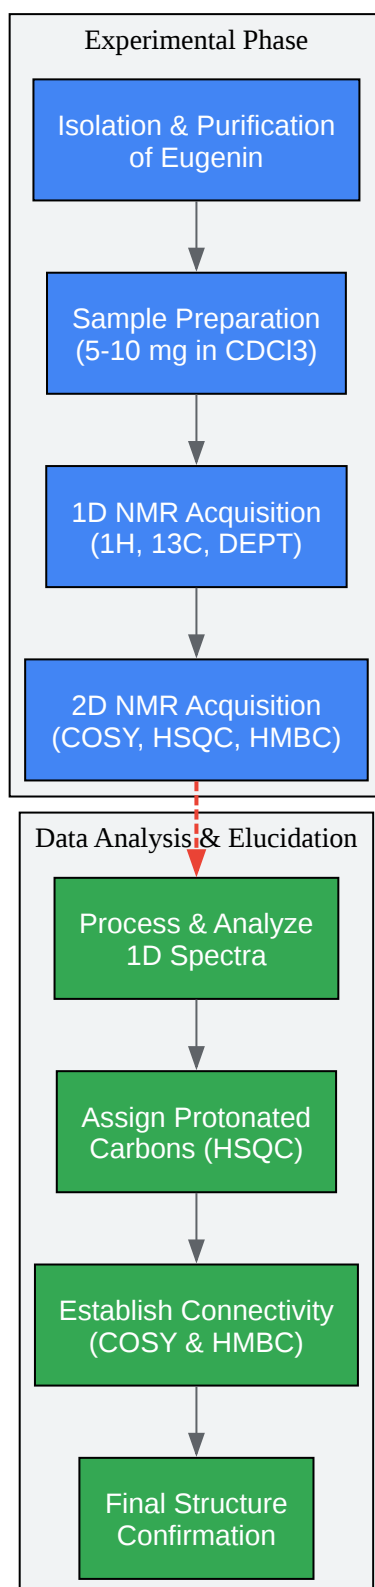 Experimental Phase
Isolation & Purification
of Eugenin
Sample Preparation
(5-10 mg in CDCl3)
1D NMR Acquisition
(1H, 13C, DEPT)
2D NMR Acquisition
(COSY, HSQC, HMBC)
Data Analysis & Elucidation
Process & Analyze
1D Spectra
Assign Protonated
Carbons (HSQC)
Establish Connectivity
(COSY & HMBC)
Final Structure
Confirmation